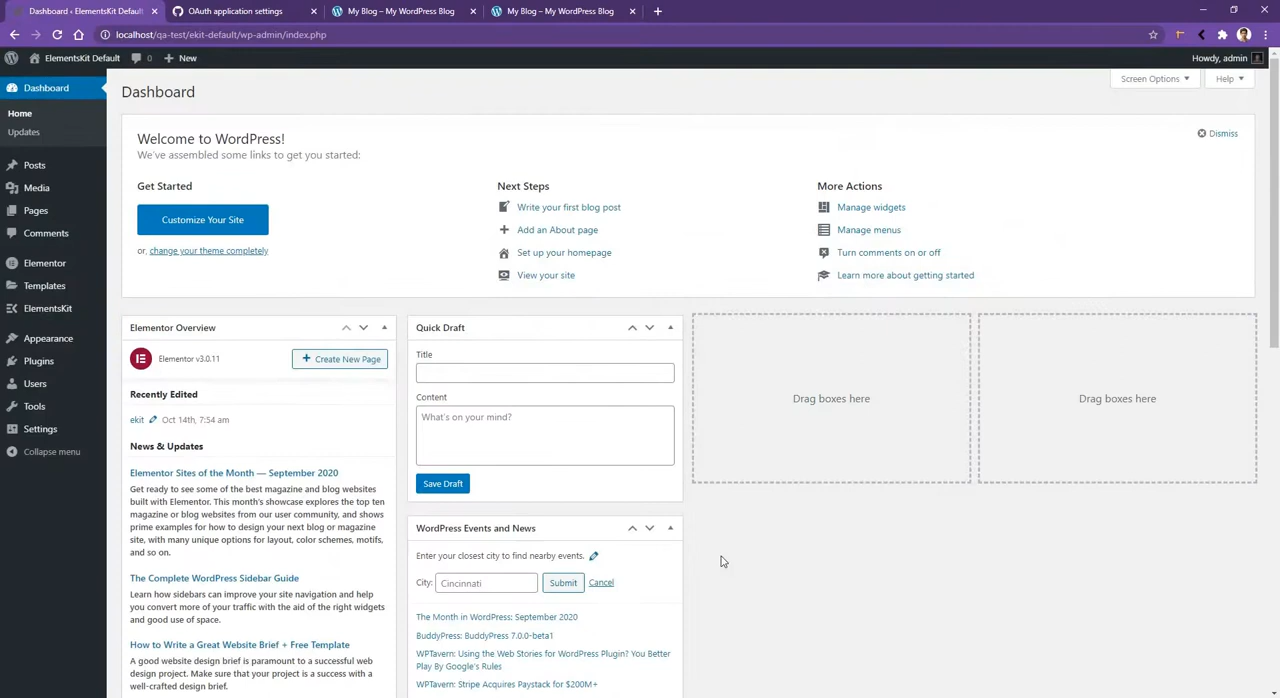 Dashboard ‹ ElementsKit Default
OAuth application settings
My Blog – My WordPress Blog
My Blog – My WordPress Blog
localhost/qa-test/ekit-default/wp-admin/index.php
ElementsKit Default
0
New
Howdy, admin
Dashboard
Home
Updates
Posts
Media
Pages
Comments
Elementor
Templates
ElementsKit
Appearance
Plugins
Users
Tools
Settings
Collapse menu
Screen Options
Help
Dashboard
Welcome to WordPress!
We've assembled some links to get you started:
Dismiss
Get Started
Customize Your Site
or, change your theme completely
Next Steps
Write your first blog post
Add an About page
Set up your homepage
View your site
More Actions
Manage widgets
Manage menus
Turn comments on or off
Learn more about getting started
Elementor Overview
Elementor v3.0.11
Create New Page
Recently Edited
ekit Oct 14th, 7:54 am
News & Updates
Elementor Sites of the Month — September 2020
Get ready to see some of the best magazine and blog websites
built with Elementor. This month's showcase explores the top ten
magazine or blog websites from our user community, and shows
prime examples for how to design your next blog or magazine
site, with many unique options for layout, color schemes, motifs,
and so on.
The Complete WordPress Sidebar Guide
Learn how sidebars can improve your site navigation and help
you convert more of your traffic with the aid of the right widgets
and good use of space.
How to Write a Great Website Brief + Free Template
A good website design brief is paramount to a successful web
design project. Make sure that your project is a success with a
well-crafted design brief.
Quick Draft
Title
Content
What's on your mind?
Save Draft
WordPress Events and News
Enter your closest city to find nearby events.
City: Cincinnati Submit Cancel
The Month in WordPress: September 2020
BuddyPress: BuddyPress 7.0.0-beta1
WPTavern: Using the Web Stories for WordPress Plugin? You Better
Play By Google's Rules
WPTavern: Stripe Acquires Paystack for $200M+
Drag boxes here
Drag boxes here